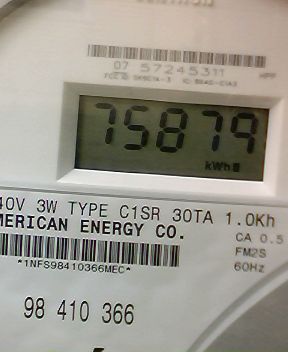 07 57245311
75879
kWh
40V 3W TYPE C1SR 30TA 1.0Kh
MERICAN ENERGY CO.
CA 0.5
FM2S
60Hz
*1NFS98410366MEC*
98 410 366